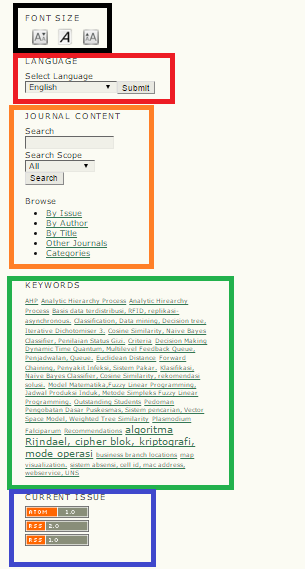 FONT SIZE
A A A
LANGUAGE
Select Language
English Submit
JOURNAL CONTENT
Search
Search Scope
All
Search
Browse
By Issue
By Author
By Title
Other Journals
Categories
KEYWORDS
AHP Analytic Hierarchy Process Analytic Hirearchy
Process Basis data terdistribuse, RFID, replikasi-
asynchronous, Classification, Data mining, Decision tree,
Iterative Dichotomiser 3, Cosine Similarity, Naive Bayes
Classifier, Penilaian Status Gizi, Criteria Decision Making
Dynamic Time Quantum, Multilevel Feedback Queue,
Penjadwalan, Queue, Euclidean Distance Forward
Chaining, Penyakit Infeksi, Sistem Pakar, Klasifikasi,
Naive Bayes Classifier, Cosine Similarity, rekomendasi
solusi, Model Matematika,Fuzzy Linear Programming,
Jadwal Produksi Induk, Metode Simpleks Fuzzy Linear
Programming, Outstanding Students Pedoman
Pengobatan Dasar Puskesmas, Sistem pencarian, Vector
Space Model, Weighted Tree Similarity Plasmodium
Falciparum Recommendations algoritma
Rijndael, cipher blok, kriptografi,
mode operasi business branch locations map
visualization, sistem absensi, cell id, mac address,
webservice, UNS
CURRENT ISSUE
ATOM 1.0
RSS 2.0
RSS 1.0